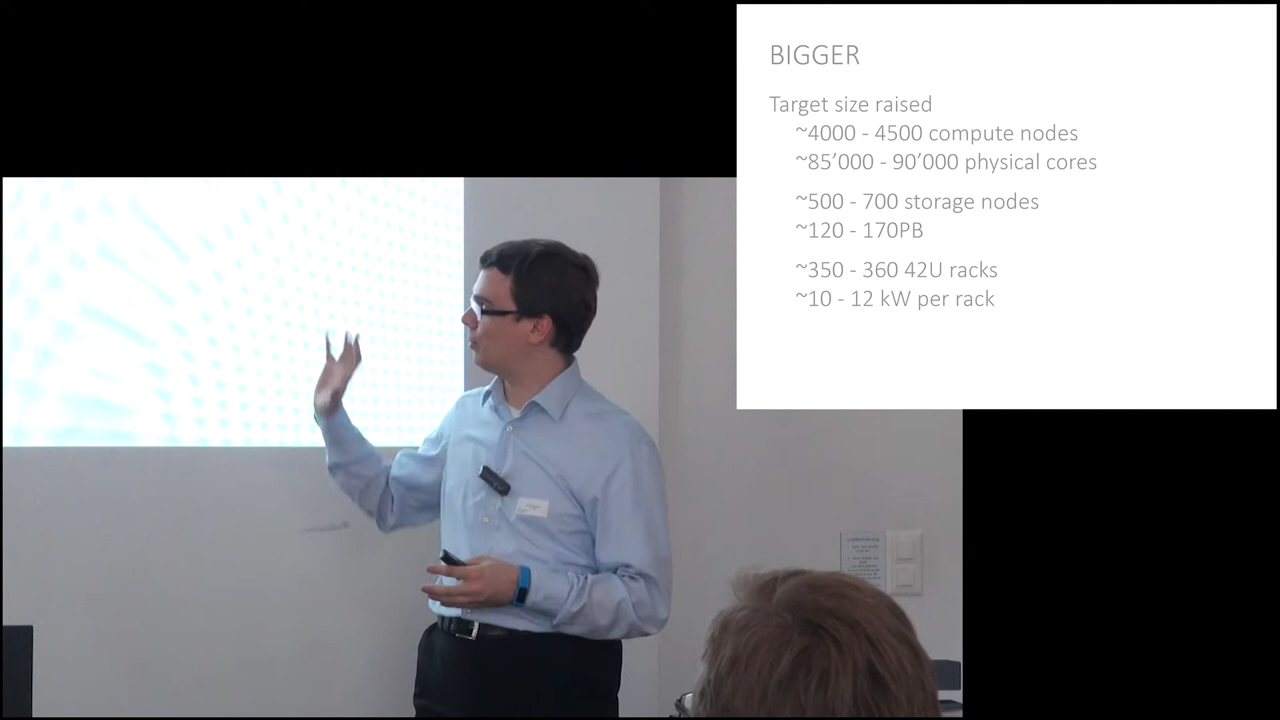 BIGGER
Target size raised
~4000 - 4500 compute nodes
~85’000 - 90’000 physical cores
~500 - 700 storage nodes
~120 - 170PB
~350 - 360 42U racks
~10 - 12 kW per rack